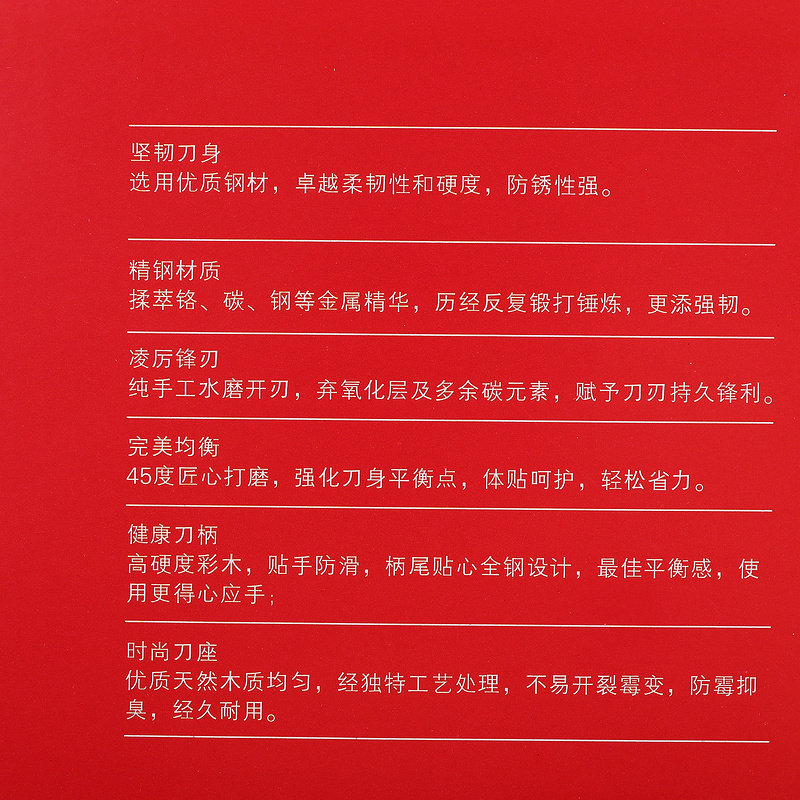 坚韧刀身
选用优质钢材，卓越柔韧性和硬度，防锈性强。
精钢材质
揉萃铬、碳、钢等金属精华，历经反复锻打锤炼，更添强韧。
凌厉锋刃
纯手工水磨开刃，弃氧化层及多余碳元素，赋予刀刃持久锋利。
完美均衡
45度匠心打磨，强化刀身平衡点，体贴呵护，轻松省力。
健康刀柄
高硬度彩木，贴手防滑，柄尾贴心全钢设计，最佳平衡感，使
用更得心应手；
时尚刀座
优质天然木质均匀，经独特工艺处理，不易开裂霉变，防霉抑
臭，经久耐用。